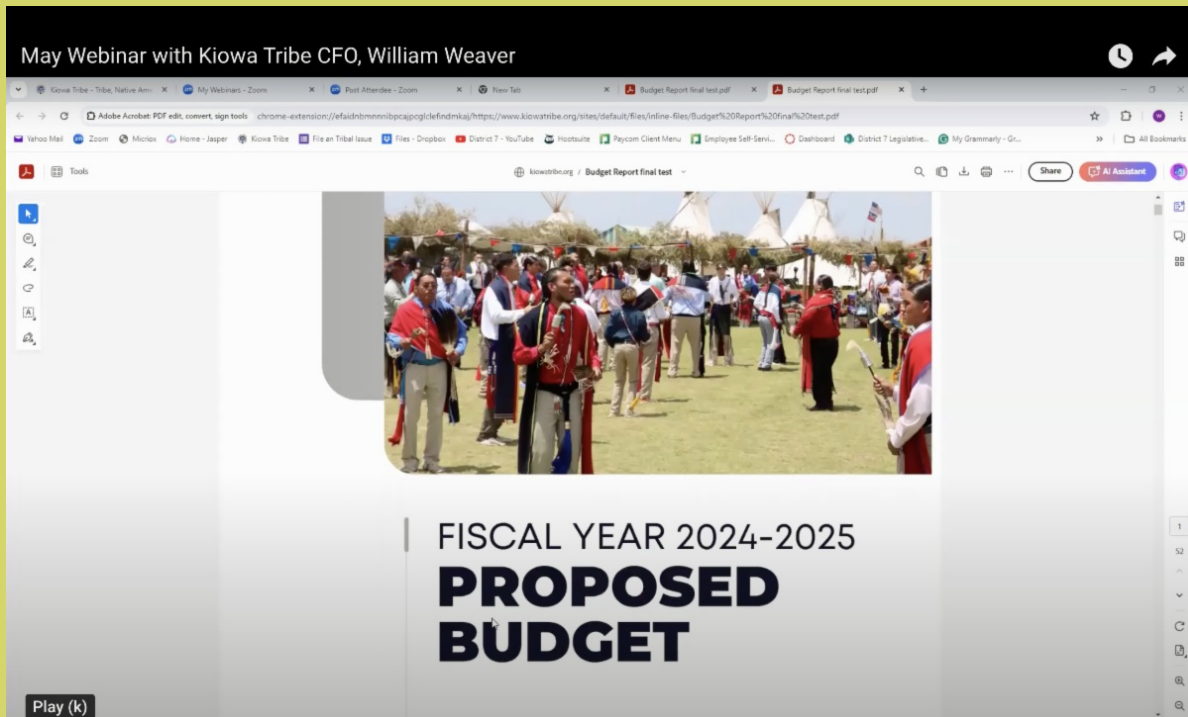 May Webinar with Kiowa Tribe CFO, William Weaver
Kiowa Tribe - Tribe, Native Am
My Webinars - Zoom
Post Attendee - Zoom
New Tab
Budget Report final test.pdf
Budget Report final test.pdf
Adobe Acrobat: PDF edit, convert, sign tools
Yahoo Mail
Zoom
Micriox
Home - Jasper
Kiowa Tribe
File an Tribal Issue
Files - Dropbox
District 7 - YouTube
Hootsuite
Paycom Client Menu
Employee Self-Servi...
Dashboard
District 7 Legislative...
My Grammarly - Gr...
»
All Bookmarks
Tools
kiowatribe.org / Budget Report final test
Share
AI Assistant
FISCAL YEAR 2024-2025
PROPOSED
BUDGET
1
52
Play (k)